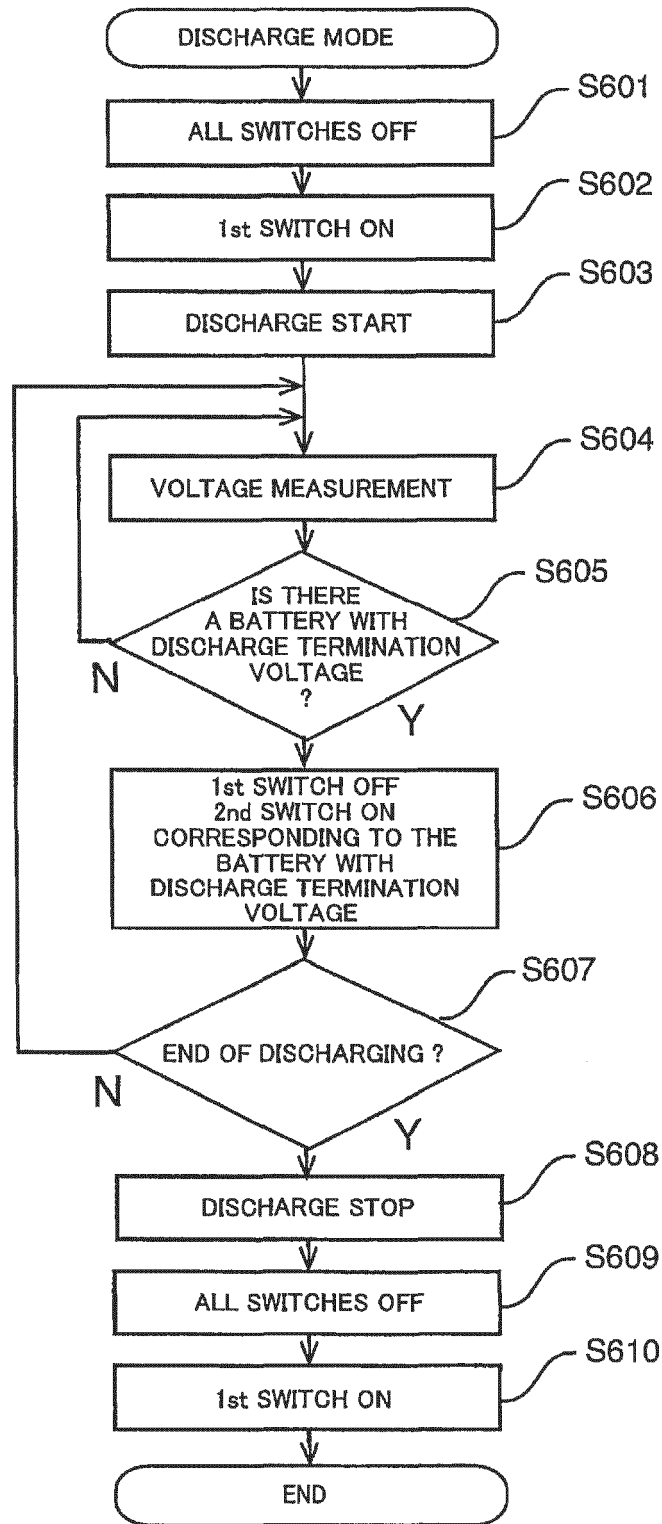 DISCHARGE MODE
S601
ALL SWITCHES OFF
S602
1st SWITCH ON
S603
DISCHARGE START
S604
VOLTAGE MEASUREMENT
S605
IS THERE
A BATTERY WITH
DISCHARGE TERMINATION
VOLTAGE
?
N
Y
1st SWITCH OFF
2nd SWITCH ON
CORRESPONDING TO THE
BATTERY WITH
DISCHARGE TERMINATION
VOLTAGE
S606
S607
END OF DISCHARGING ?
N
Y
S608
DISCHARGE STOP
S609
ALL SWITCHES OFF
S610
1st SWITCH ON
END